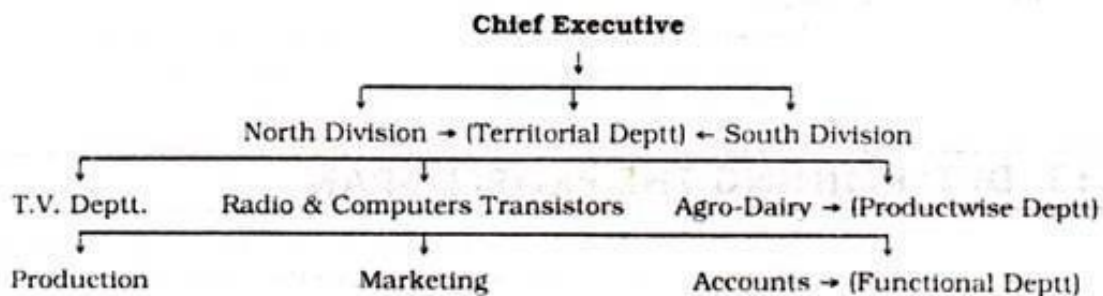 Chief Executive
North Division → (Territorial Deptt) ← South Division
T.V. Deptt. Radio & Computers Transistors Agro-Dairy → (Productwise Deptt)
Production Marketing Accounts → (Functional Deptt)